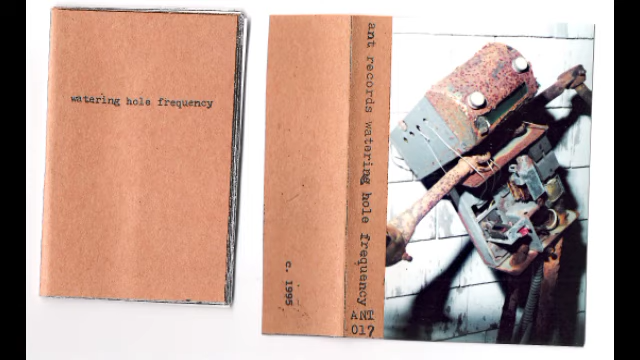 watering hole frequency
ant records watering hole frequency
ANT
017
c. 1995